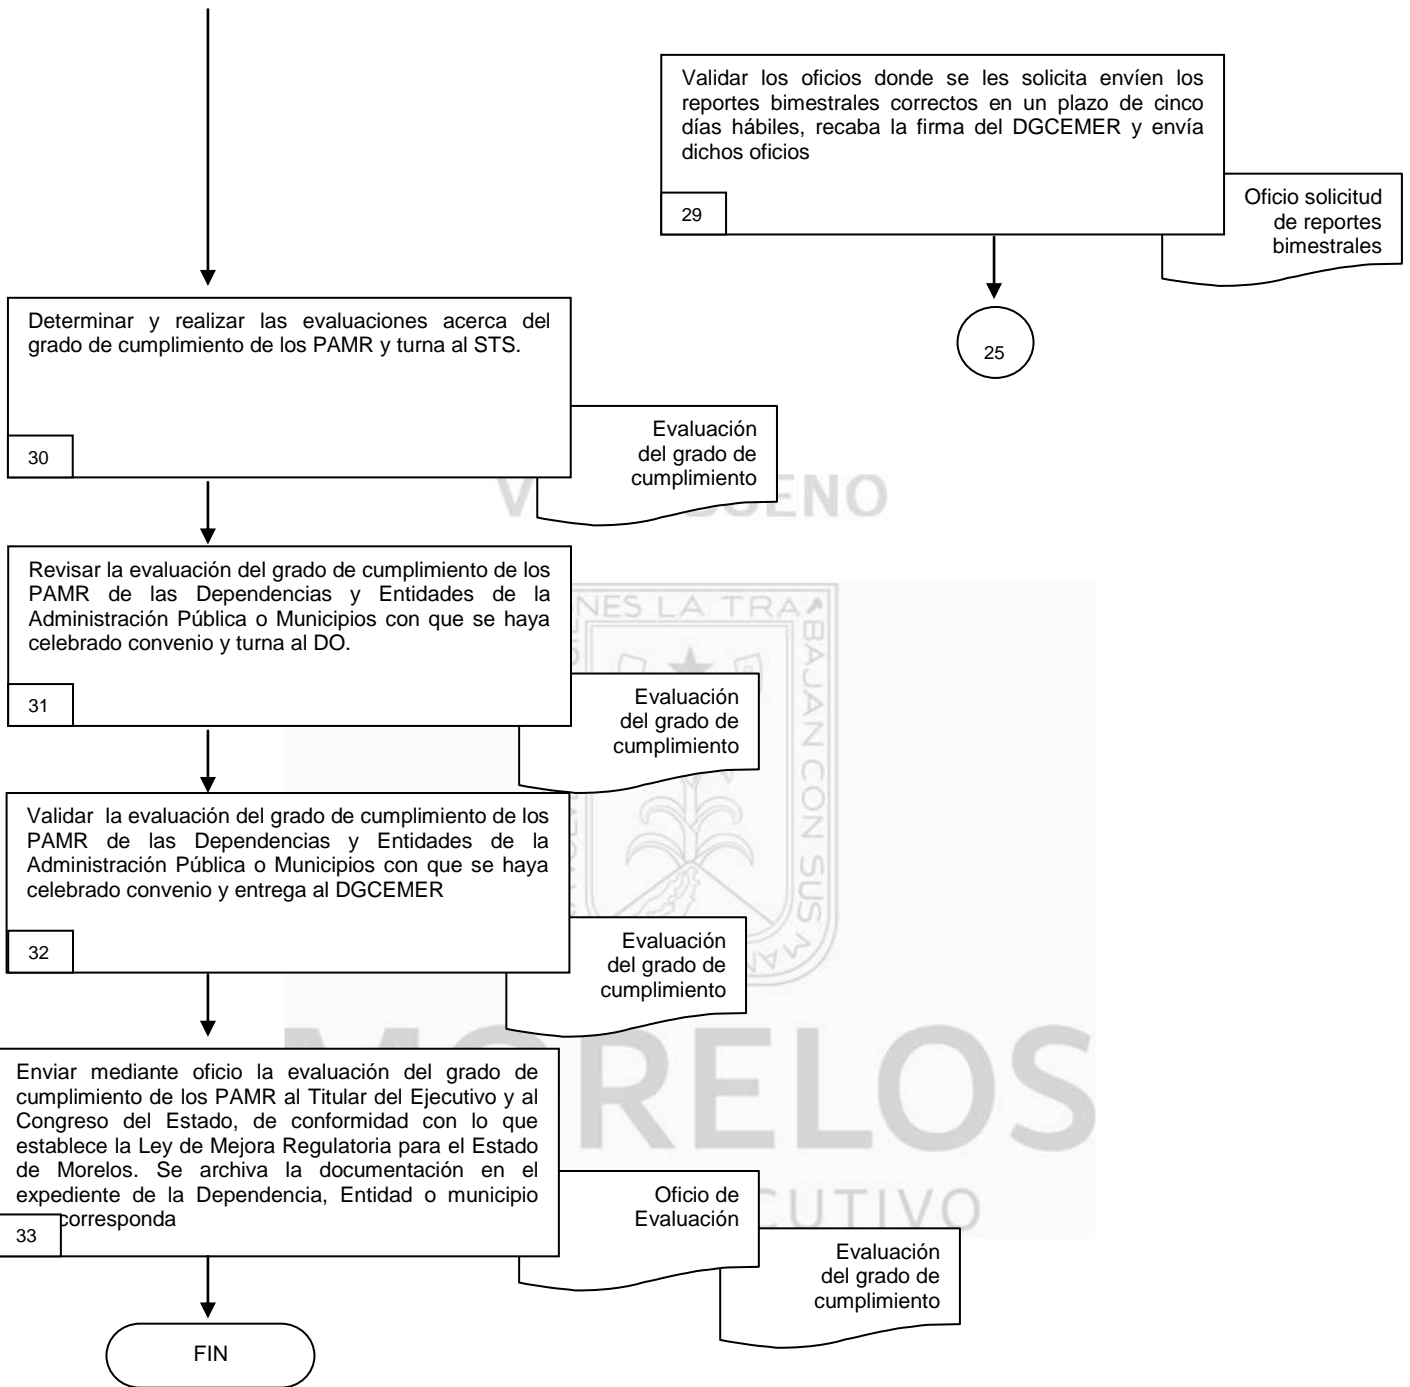 Validar los oficios donde se les solicita envíen los
reportes bimestrales correctos en un plazo de cinco
días hábiles, recaba la firma del DGCEMER y envía
dichos oficios
29
Oficio solicitud
de reportes
bimestrales
25
Determinar y realizar las evaluaciones acerca del
grado de cumplimiento de los PAMR y turna al STS.
30
Evaluación
del grado de
cumplimiento
Revisar la evaluación del grado de cumplimiento de los
PAMR de las Dependencias y Entidades de la
Administración Pública o Municipios con que se haya
celebrado convenio y turna al DO.
31
Evaluación
del grado de
cumplimiento
Validar la evaluación del grado de cumplimiento de los
PAMR de las Dependencias y Entidades de la
Administración Pública o Municipios con que se haya
celebrado convenio y entrega al DGCEMER
32
Evaluación
del grado de
cumplimiento
Enviar mediante oficio la evaluación del grado de
cumplimiento de los PAMR al Titular del Ejecutivo y al
Congreso del Estado, de conformidad con lo que
establece la Ley de Mejora Regulatoria para el Estado
de Morelos. Se archiva la documentación en el
expediente de la Dependencia, Entidad o municipio
corresponda
33
Oficio de
Evaluación
Evaluación
del grado de
cumplimiento
FIN
LA TRABAJAN CON SUS
MORELOS